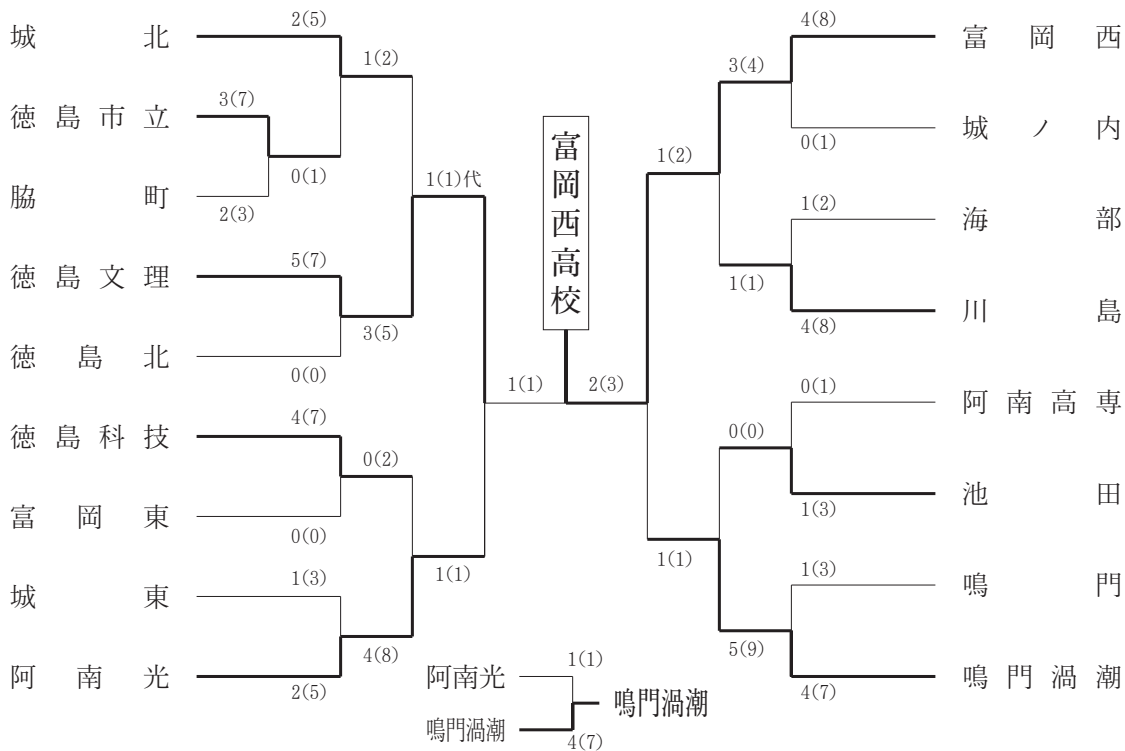 城北
2(5)
1(2)
徳島市立
3(7)
0(1)
脇町
2(3)
1(1)代
徳島文理
5(7)
3(5)
徳島北
0(0)
1(1)
徳島科技
4(7)
0(2)
富岡東
0(0)
1(1)
城東
1(3)
4(8)
阿南光
2(5)
富岡西高校
2(3)
4(8)
富岡西
3(4)
0(1)
城ノ内
1(2)
1(2)
海部
1(1)
4(8)
川島
0(1)
阿南高専
0(0)
1(3)
池田
1(1)
1(3)
鳴門
5(9)
4(7)
鳴門渦潮
阿南光
1(1)
鳴門渦潮
鳴門渦潮
4(7)